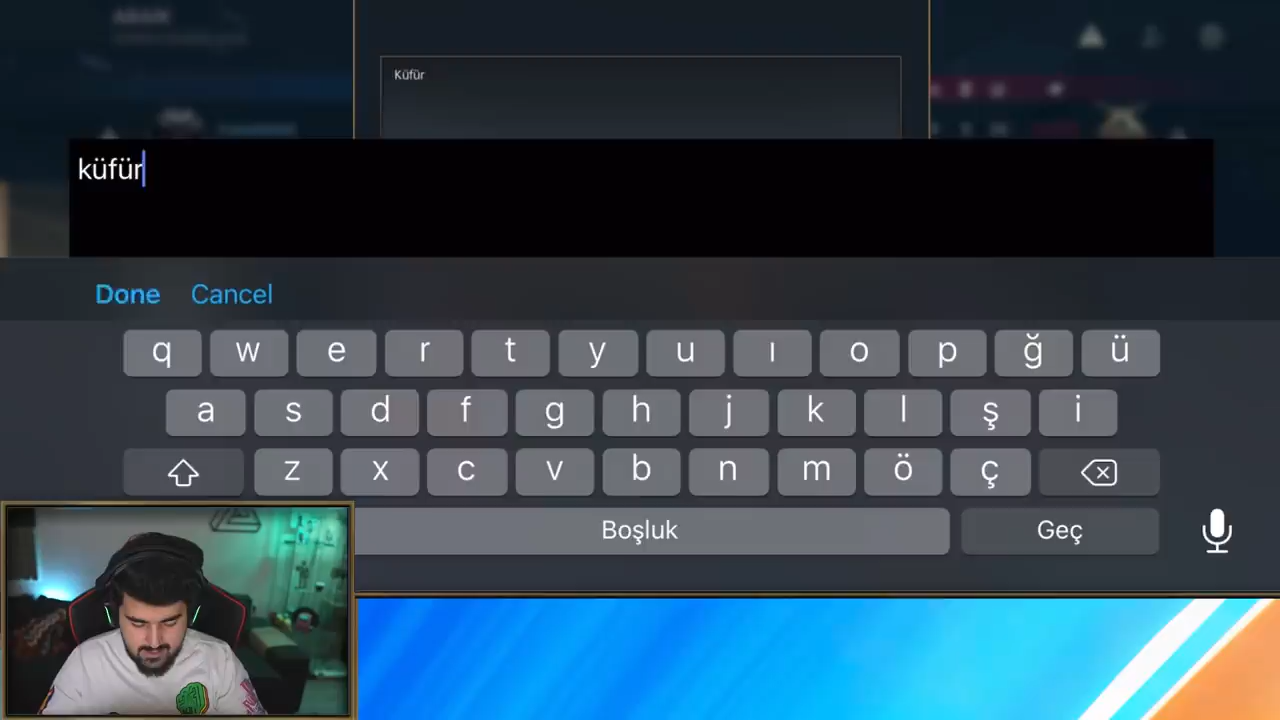 Küfür
küfür
Done Cancel
q w e r t y u ı o p ğ ü
a s d f g h j k l ş i
z x c v b n m ö ç
Boşluk Geç